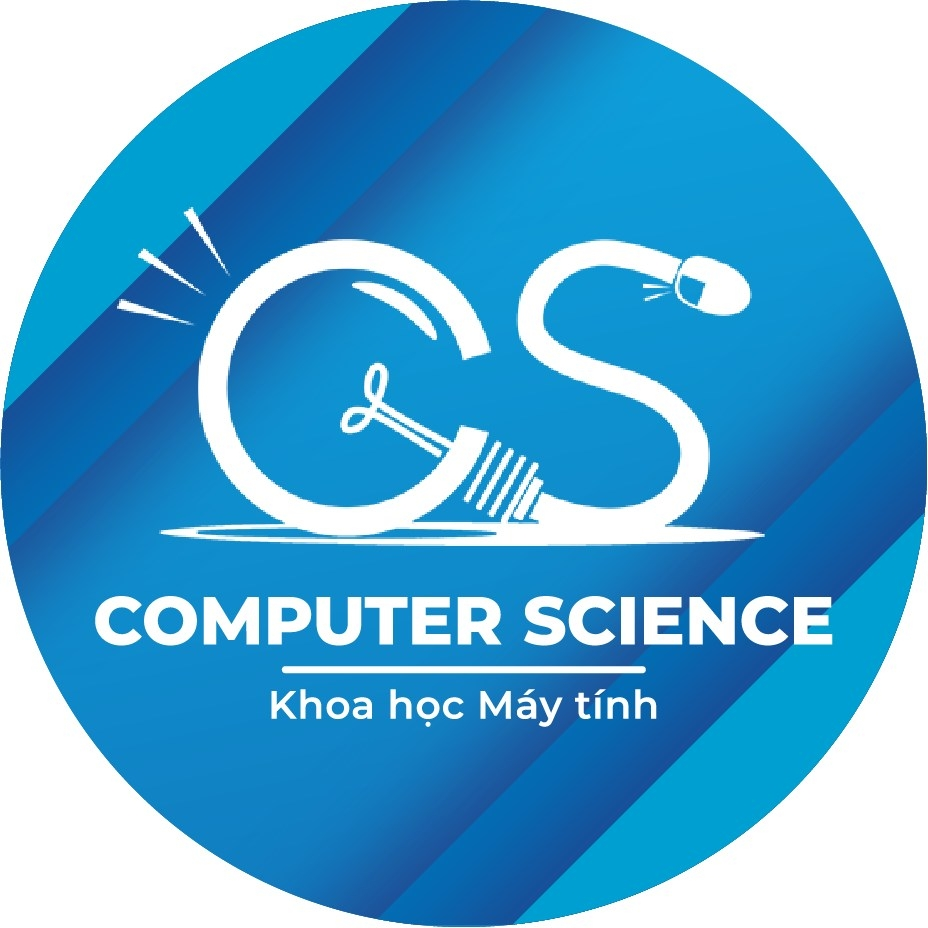 CS
COMPUTER SCIENCE
Khoa học Máy tính